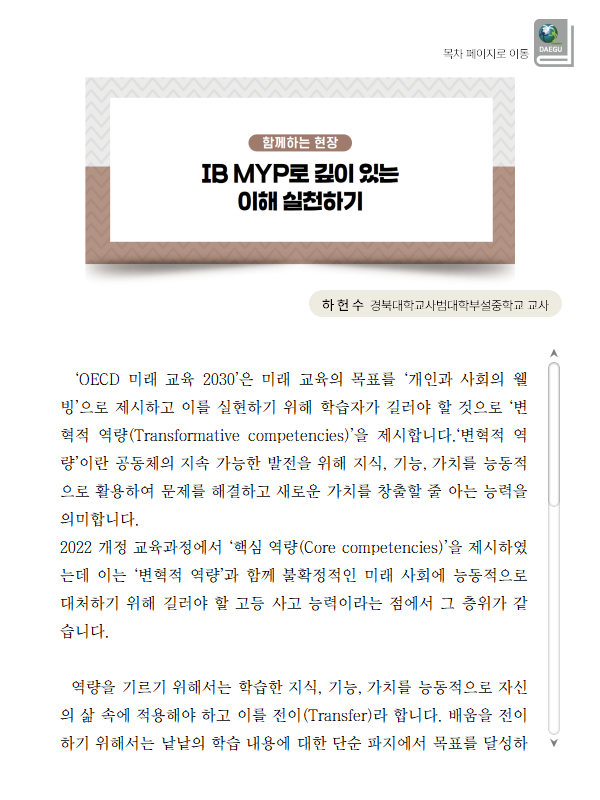 목차 페이지로 이동
DAEGU
함께하는 현장
IB MYP로 깊이 있는
이해 실천하기
하 헌 수 경북대학교사범대학부설중학교 교사
‘OECD 미래 교육 2030’은 미래 교육의 목표를 ‘개인과 사회의 웰
빙’으로 제시하고 이를 실현하기 위해 학습자가 길러야 할 것으로 ‘변
혁적 역량(Transformative competencies)’을 제시합니다.‘변혁적 역
량’이란 공동체의 지속 가능한 발전을 위해 지식, 기능, 가치를 능동적
으로 활용하여 문제를 해결하고 새로운 가치를 창출할 줄 아는 능력을
의미합니다.
2022 개정 교육과정에서 ‘핵심 역량(Core competencies)’을 제시하였
는데 이는 ‘변혁적 역량’과 함께 불확정적인 미래 사회에 능동적으로
대처하기 위해 길러야 할 고등 사고 능력이라는 점에서 그 층위가 같
습니다.
역량을 기르기 위해서는 학습한 지식, 기능, 가치를 능동적으로 자신
의 삶 속에 적용해야 하고 이를 전이(Transfer)라 합니다. 배움을 전이
하기 위해서는 낱낱의 학습 내용에 대한 단순 파지에서 목표를 달성하